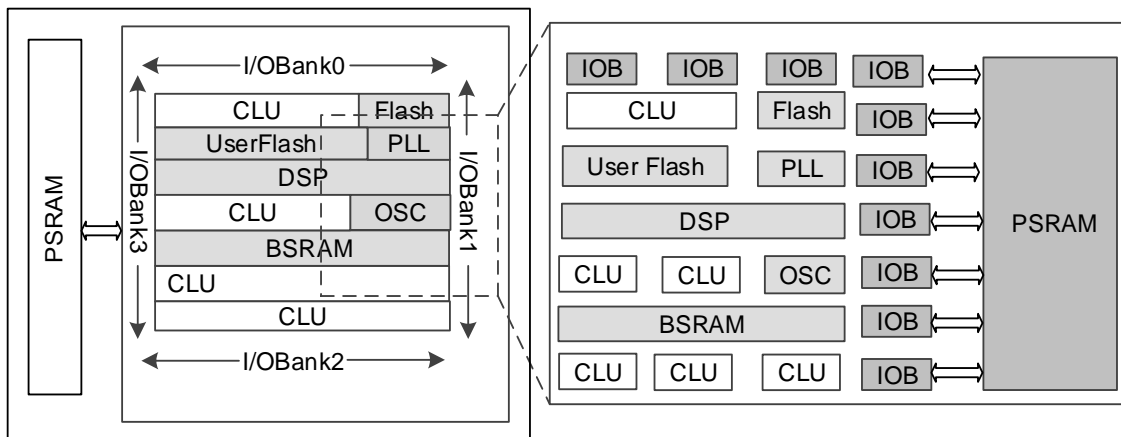 PSRAM
I/OBank0
I/OBank3
CLU Flash
UserFlash PLL
DSP
CLU OSC
BSRAM
CLU
CLU
I/OBank1
I/OBank2
IOB IOB IOB IOB
CLU Flash IOB
User Flash PLL IOB
DSP IOB
CLU CLU OSC IOB
BSRAM IOB
CLU CLU CLU IOB
PSRAM